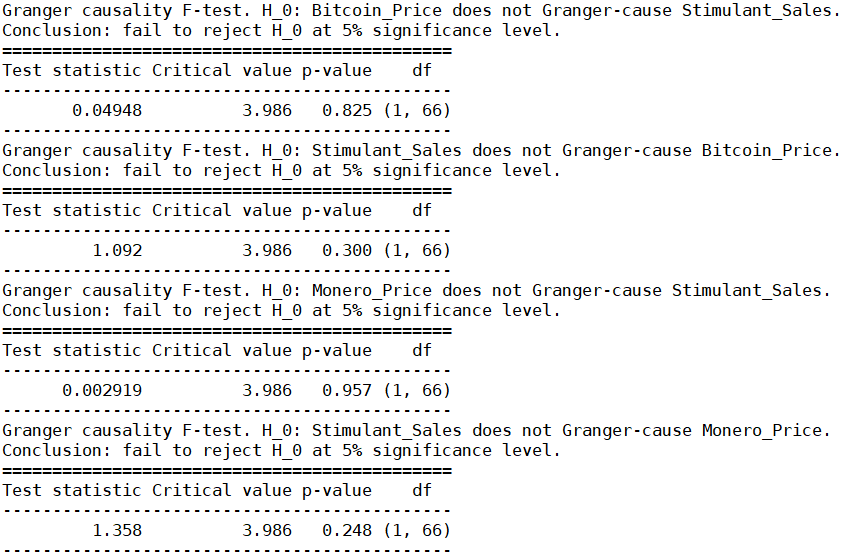 Granger causality F-test. H_0: Bitcoin_Price does not Granger-cause Stimulant_Sales.
Conclusion: fail to reject H_0 at 5% significance level.
=============================================
Test statistic Critical value p-value    df
---------------------------------------------
       0.04948          3.986   0.825 (1, 66)
---------------------------------------------
Granger causality F-test. H_0: Stimulant_Sales does not Granger-cause Bitcoin_Price.
Conclusion: fail to reject H_0 at 5% significance level.
=============================================
Test statistic Critical value p-value    df
---------------------------------------------
         1.092          3.986   0.300 (1, 66)
---------------------------------------------
Granger causality F-test. H_0: Monero_Price does not Granger-cause Stimulant_Sales.
Conclusion: fail to reject H_0 at 5% significance level.
=============================================
Test statistic Critical value p-value    df
---------------------------------------------
      0.002919          3.986   0.957 (1, 66)
---------------------------------------------
Granger causality F-test. H_0: Stimulant_Sales does not Granger-cause Monero_Price.
Conclusion: fail to reject H_0 at 5% significance level.
=============================================
Test statistic Critical value p-value    df
---------------------------------------------
         1.358          3.986   0.248 (1, 66)
---------------------------------------------